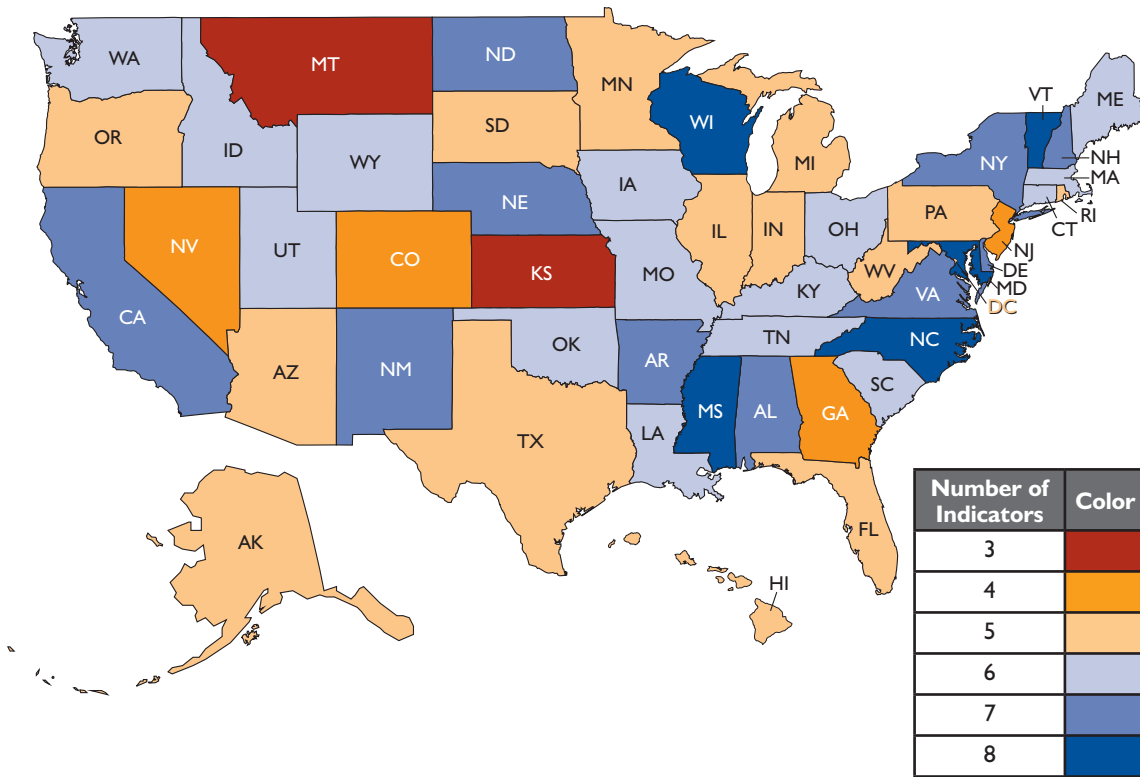 WA
MT
ND
MN
VT
ME
OR
ID
SD
WI
WY
MI
NY
NH
MA
IA
NE
RI
CT
PA
NV
UT
CO
IL
IN
OH
NJ
KS
MO
WV
DE
MD
CA
KY
VA
DC
OK
TN
NC
AZ
NM
AR
SC
MS
AL
GA
TX
LA
FL
AK
HI
Number of Indicators Color
3
4
5
6
7
8